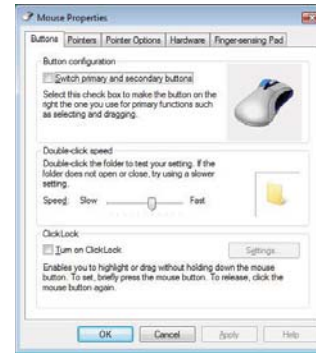 Mouse Properties
Buttons Pointers Pointer Options Hardware Finger-sensing Pad
Button configuration
Switch primary and secondary buttons
Select this check box to make the button on the
right the one you use for primary functions such
as selecting and dragging.
Double-click speed
Double-click the folder to test your setting. If the
folder does not open or close, try using a slower
setting.
Speed: Slow Fast
ClickLock
Turn on ClickLock Settings...
Enables you to highlight or drag without holding down the mouse
button. To set, briefly press the mouse button. To release, click the
mouse button again.
OK Cancel Apply Help